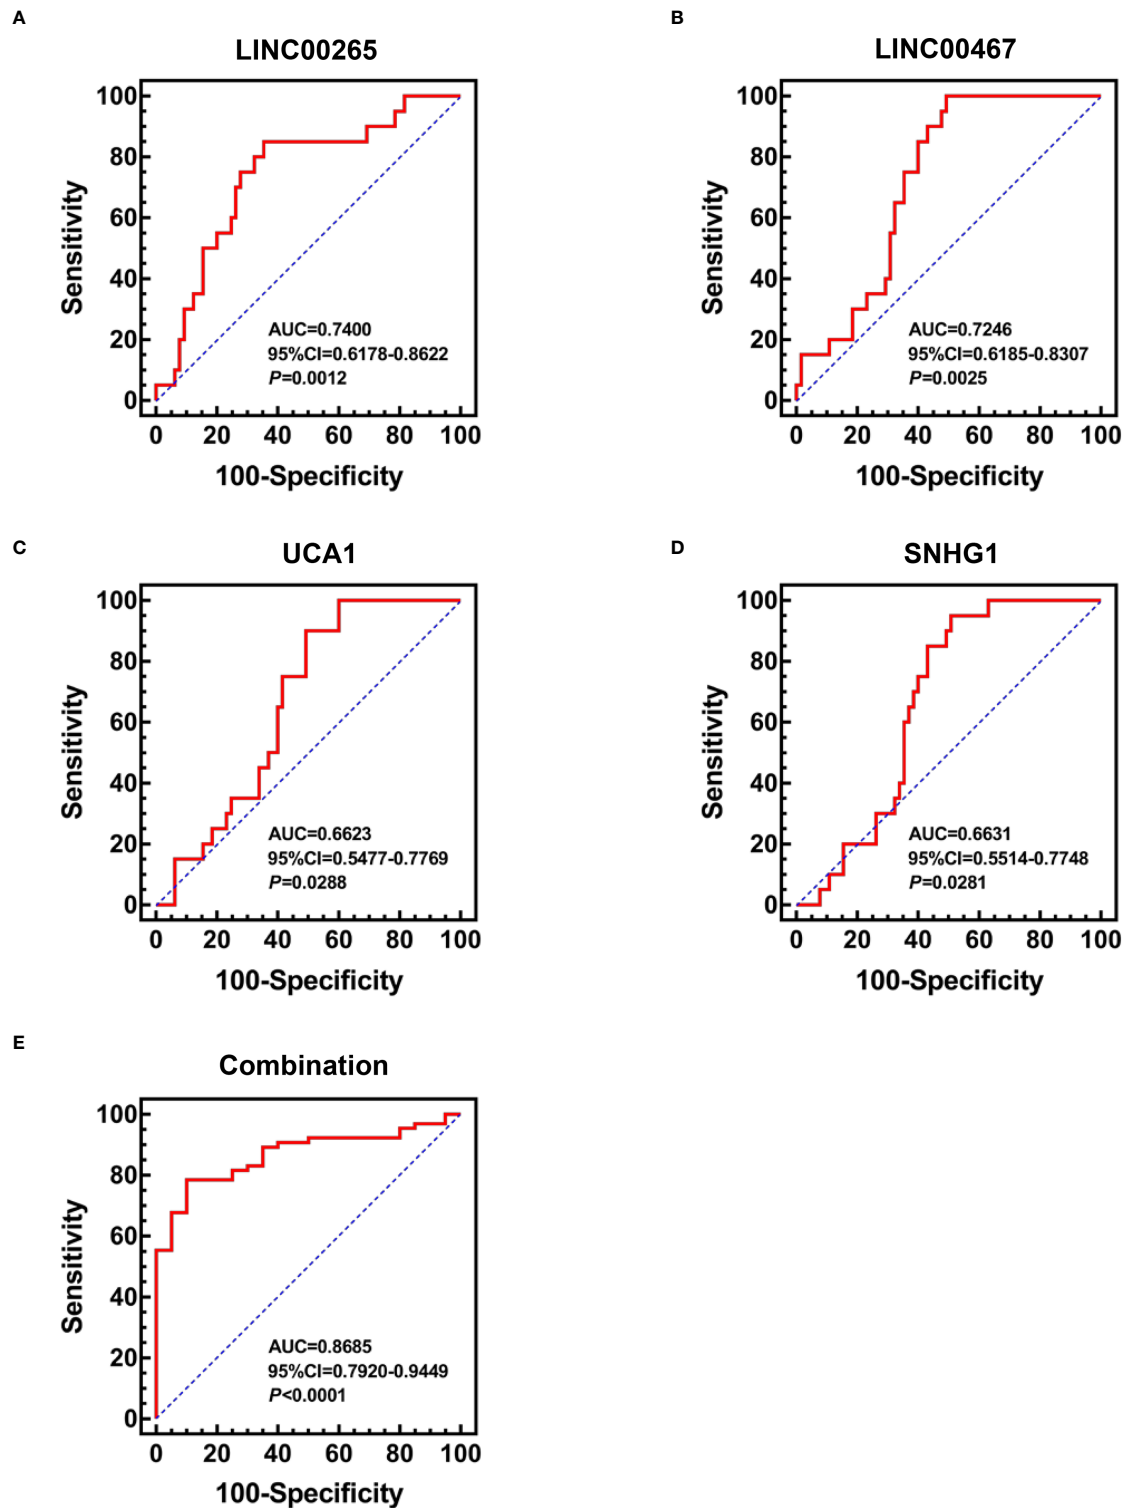 A
LINC00265
Sensitivity
100
80
60
40
20
0
AUC=0.7400
95%CI=0.6178-0.8622
P=0.0012
0 20 40 60 80 100
100-Specificity
B
LINC00467
Sensitivity
100
80
60
40
20
0
AUC=0.7246
95%CI=0.6185-0.8307
P=0.0025
0 20 40 60 80 100
100-Specificity
C
UCA1
Sensitivity
100
80
60
40
20
0
AUC=0.6623
95%CI=0.5477-0.7769
P=0.0288
0 20 40 60 80 100
100-Specificity
D
SNHG1
Sensitivity
100
80
60
40
20
0
AUC=0.6631
95%CI=0.5514-0.7748
P=0.0281
0 20 40 60 80 100
100-Specificity
E
Combination
Sensitivity
100
80
60
40
20
0
AUC=0.8685
95%CI=0.7920-0.9449
P<0.0001
0 20 40 60 80 100
100-Specificity